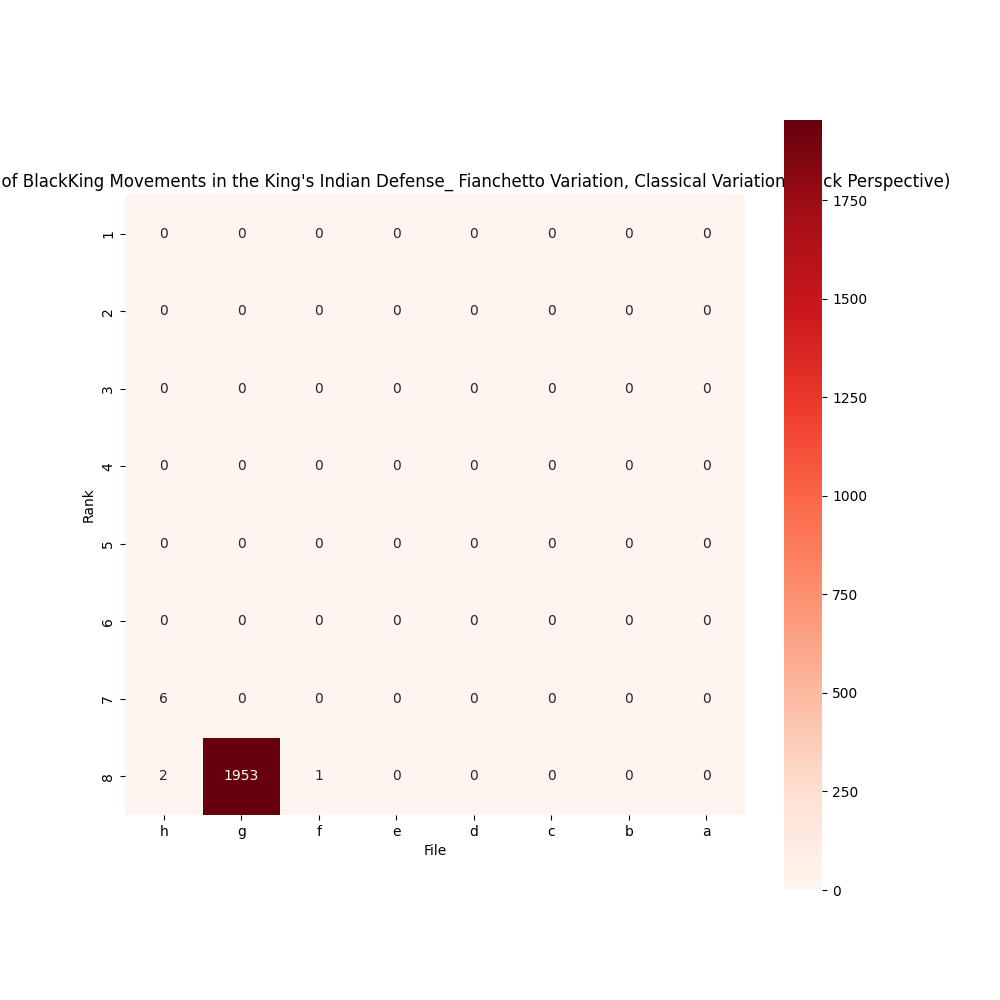 of BlackKing Movements in the King's Indian Defense_ Fianchetto Variation, Classical Variation ck Perspective)
1 0 0 0 0 0 0 0 0
2 0 0 0 0 0 0 0 0
3 0 0 0 0 0 0 0 0
4 0 0 0 0 0 0 0 0
5 0 0 0 0 0 0 0 0
6 0 0 0 0 0 0 0 0
7 6 0 0 0 0 0 0 0
8 2 1953 1 0 0 0 0 0
h g f e d c b a
File
Rank
1750
1500
1250
1000
750
500
250
0